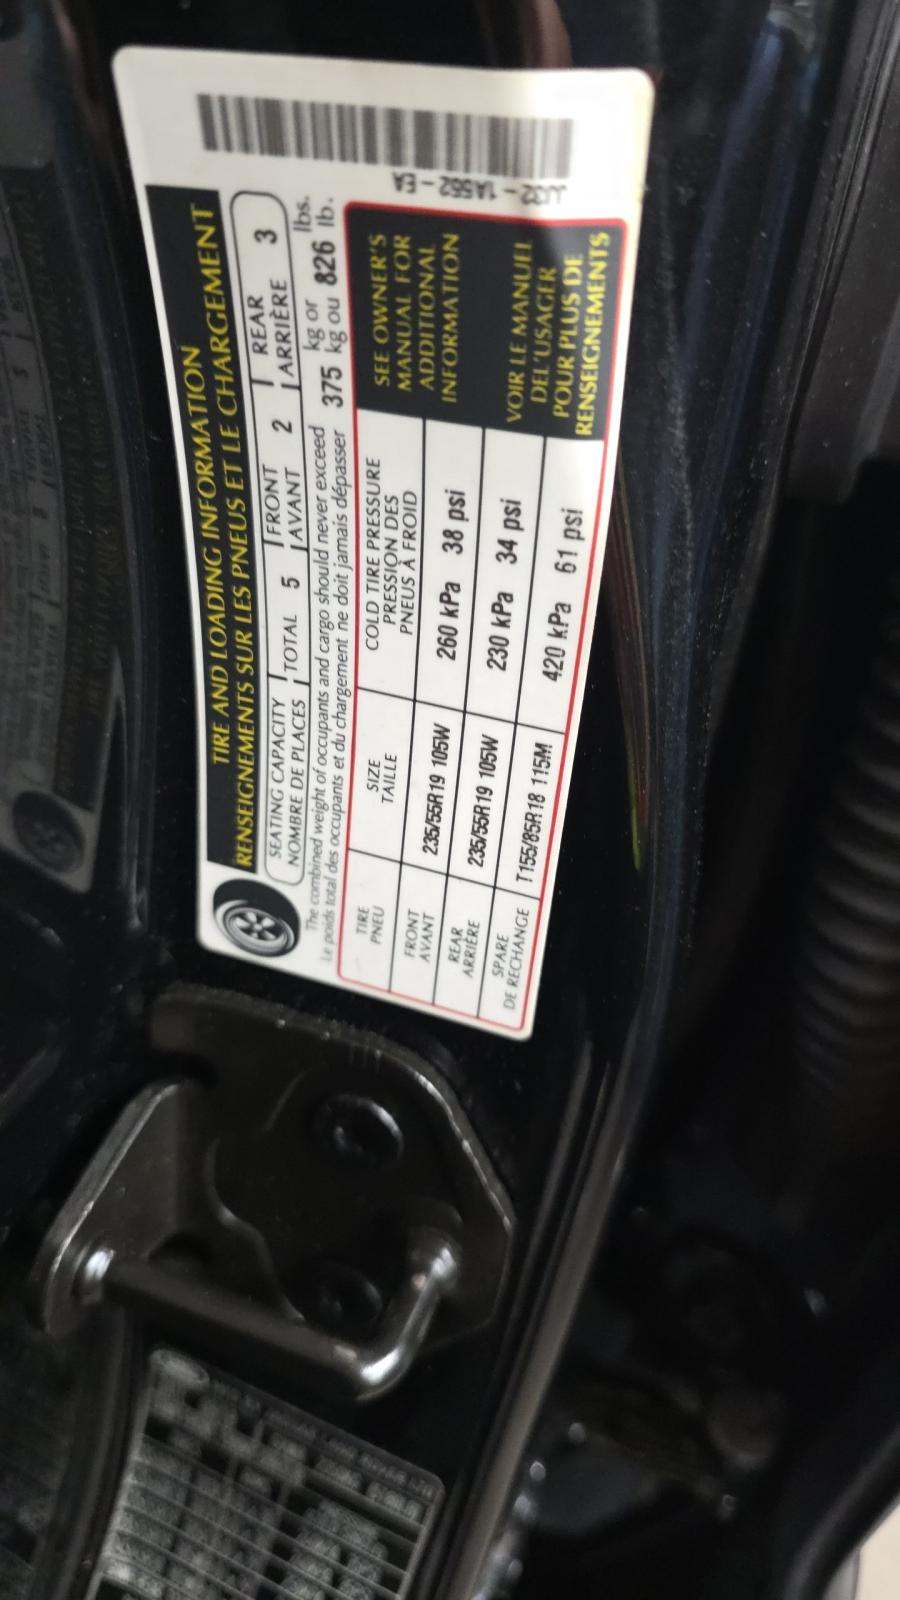 TIRE AND LOADING INFORMATION
RENSEIGNEMENTS SUR LES PNEUS ET LE CHARGEMENT
SEATING CAPACITY TOTAL 5 FRONT 2 REAR 3
NOMBRE DE PLACES AVANT ARRIÈRE
The combined weight of occupants and cargo should never exceed 375 kg or 826 lbs.
Le poids total des occupants et du chargement ne doit jamais dépasser kg ou lb.
TIRE SIZE COLD TIRE PRESSURE
PNEU TAILLE PRESSION DES
PNEUS À FROID
FRONT 235/55R19 105W 260 kPa 38 psi
AVANT
REAR 235/55R19 105W 230 kPa 34 psi
ARRIÈRE
SPARE T155/85R18 115M 420 kPa 61 psi
DE RECHANGE
SEE OWNER'S
MANUAL FOR
ADDITIONAL
INFORMATION
VOIR LE MANUEL
DE L'USAGER
POUR PLUS DE
RENSEIGNEMENTS